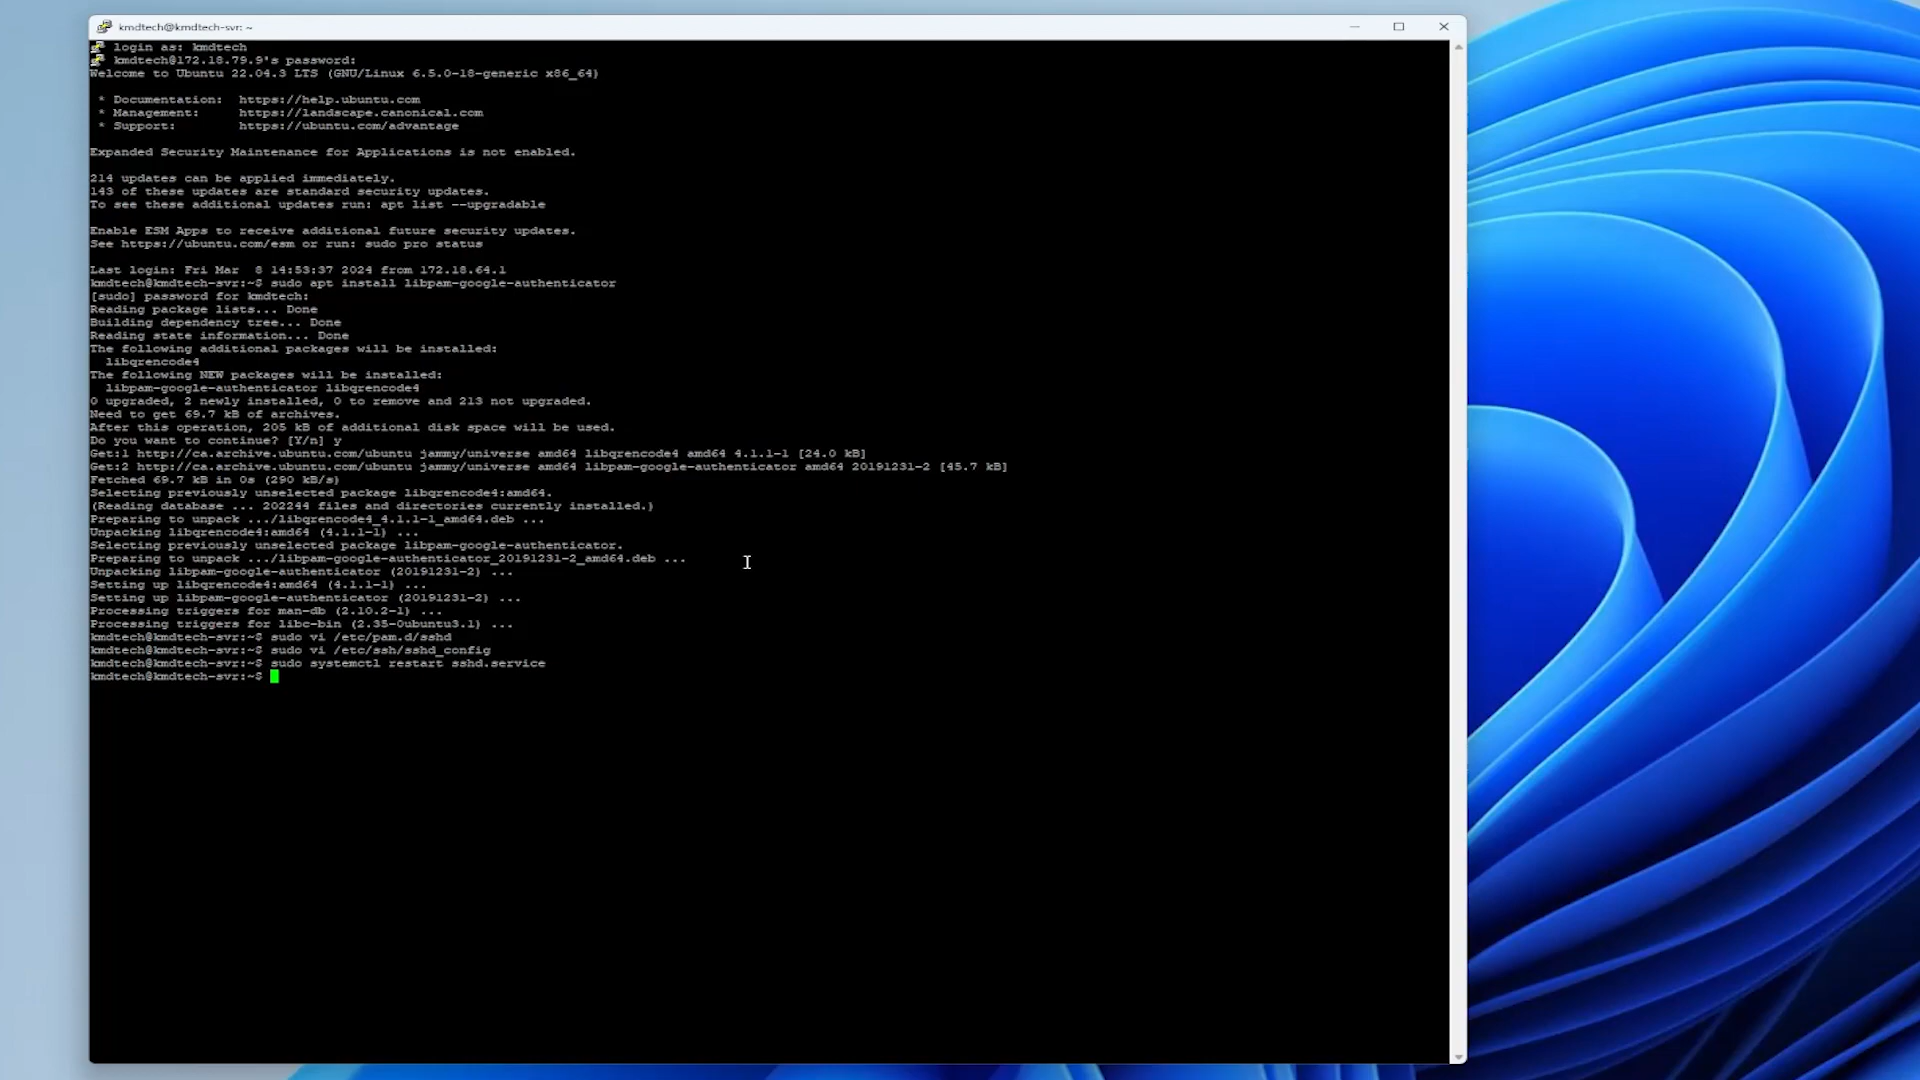 kmdtech@kmdtech-svr: ~
login as: kmdtech
kmdtech@172.18.79.9's password:
Welcome to Ubuntu 22.04.3 LTS (GNU/Linux 6.5.0-18-generic x86_64)
* Documentation:  https://help.ubuntu.com
* Management:     https://landscape.canonical.com
* Support:        https://ubuntu.com/advantage
Expanded Security Maintenance for Applications is not enabled.
214 updates can be applied immediately.
143 of these updates are standard security updates.
To see these additional updates run: apt list --upgradable
Enable ESM Apps to receive additional future security updates.
See https://ubuntu.com/esm or run: sudo pro status
Last login: Fri Mar  8 14:53:37 2024 from 172.18.64.1
kmdtech@kmdtech-svr:~$ sudo apt install libpam-google-authenticator
[sudo] password for kmdtech:
Reading package lists... Done
Building dependency tree... Done
Reading state information... Done
The following additional packages will be installed:
libqrencode4
The following NEW packages will be installed:
libpam-google-authenticator libqrencode4
0 upgraded, 2 newly installed, 0 to remove and 213 not upgraded.
Need to get 69.7 kB of archives.
After this operation, 205 kB of additional disk space will be used.
Do you want to continue? [Y/n] y
Get:1 http://ca.archive.ubuntu.com/ubuntu jammy/universe amd64 libqrencode4 amd64 4.1.1-1 [24.0 kB]
Get:2 http://ca.archive.ubuntu.com/ubuntu jammy/universe amd64 libpam-google-authenticator amd64 20191231-2 [45.7 kB]
Fetched 69.7 kB in 0s (290 kB/s)
Selecting previously unselected package libqrencode4:amd64.
(Reading database ... 202244 files and directories currently installed.)
Preparing to unpack .../libqrencode4_4.1.1-1_amd64.deb ...
Unpacking libqrencode4:amd64 (4.1.1-1) ...
Selecting previously unselected package libpam-google-authenticator.
Preparing to unpack .../libpam-google-authenticator_20191231-2_amd64.deb ...
Unpacking libpam-google-authenticator (20191231-2) ...
Setting up libqrencode4:amd64 (4.1.1-1) ...
Setting up libpam-google-authenticator (20191231-2) ...
Processing triggers for man-db (2.10.2-1) ...
Processing triggers for libc-bin (2.35-0ubuntu3.1) ...
kmdtech@kmdtech-svr:~$ sudo vi /etc/pam.d/sshd
kmdtech@kmdtech-svr:~$ sudo vi /etc/ssh/sshd_config
kmdtech@kmdtech-svr:~$ sudo systemctl restart sshd.service
kmdtech@kmdtech-svr:~$